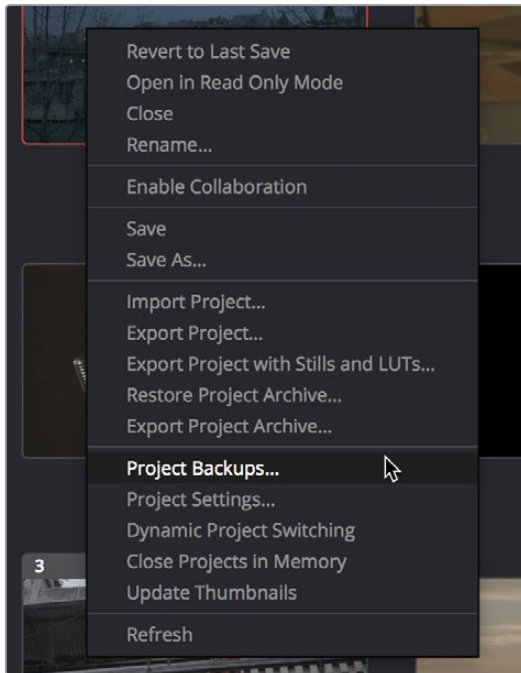 Revert to Last Save
Open in Read Only Mode
Close
Rename...
Enable Collaboration
Save
Save As...
Import Project...
Export Project...
Export Project with Stills and LUTs...
Restore Project Archive...
Export Project Archive...
Project Backups...
Project Settings...
Dynamic Project Switching
3
Close Projects in Memory
Update Thumbnails
Refresh